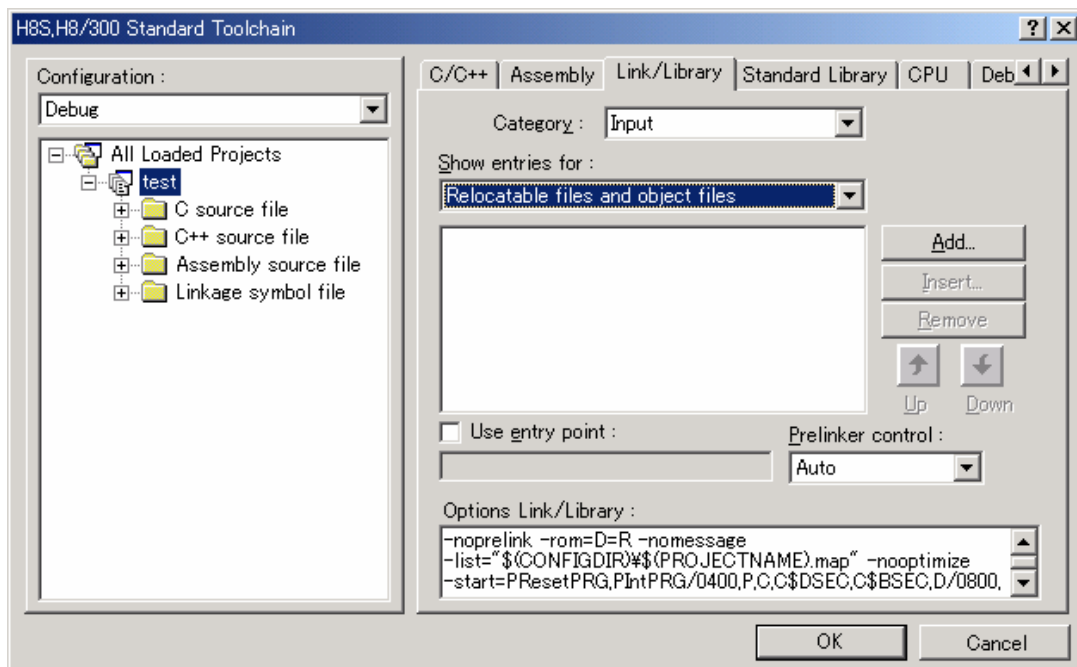 H8S,H8/300 Standard Toolchain
Configuration :
Debug
All Loaded Projects
test
C source file
C++ source file
Assembly source file
Linkage symbol file
C/C++ Assembly Link/Library Standard Library CPU Deb
Category : Input
Show entries for :
Relocatable files and object files
Add...
Insert...
Remove
Up Down
Use entry point :
Prelinker control :
Auto
Options Link/Library :
-noprelink -rom=D=R -nomessage
-list="$(CONFIGDIR)¥$(PROJECTNAME).map" -nooptimize
-start=PResetPRG,PIntPRG/0400,P,C,C$DSEC,C$BSEC,D/0800,
OK Cancel